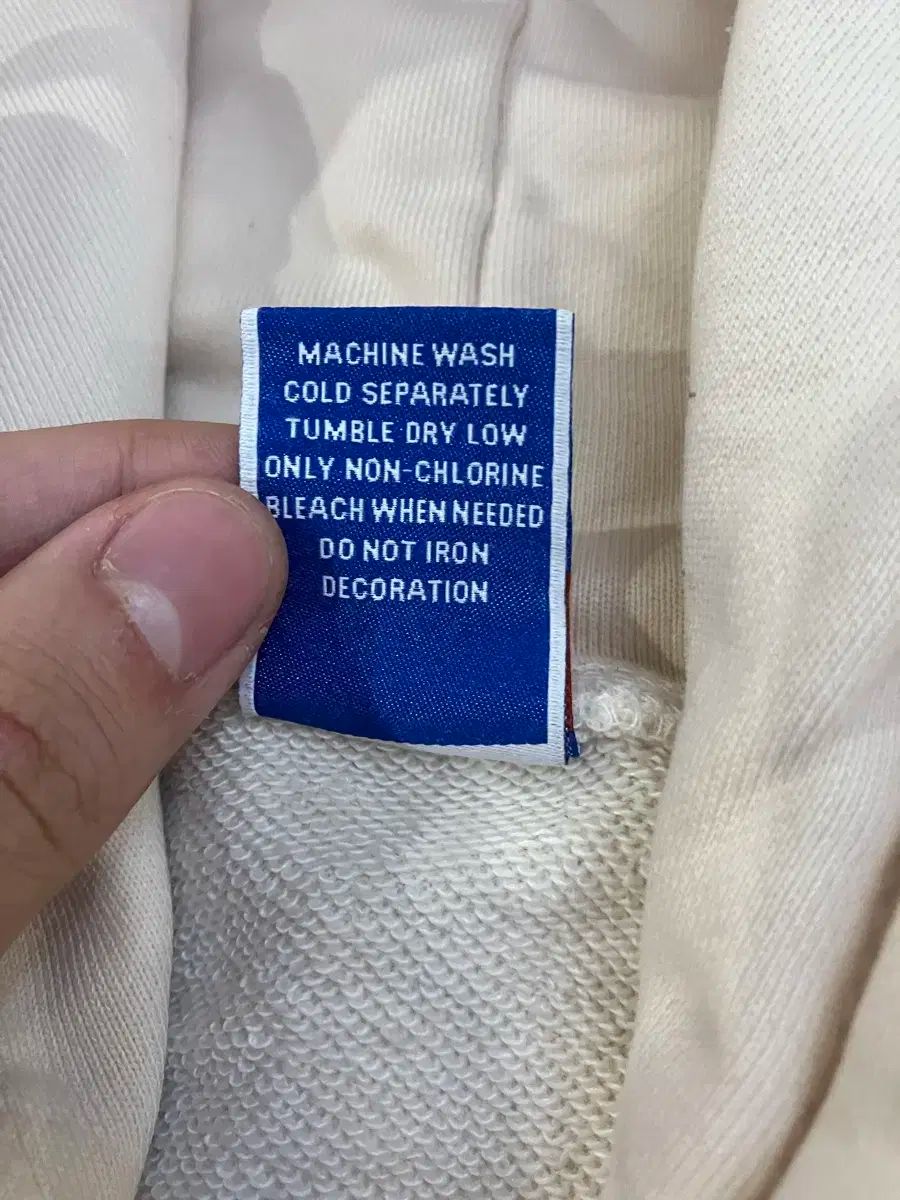 MACHINE WASH
COLD SEPARATELY
TUMBLE DRY LOW
ONLY NON-CHLORINE
BLEACH WHEN NEEDED
DO NOT IRON
DECORATION